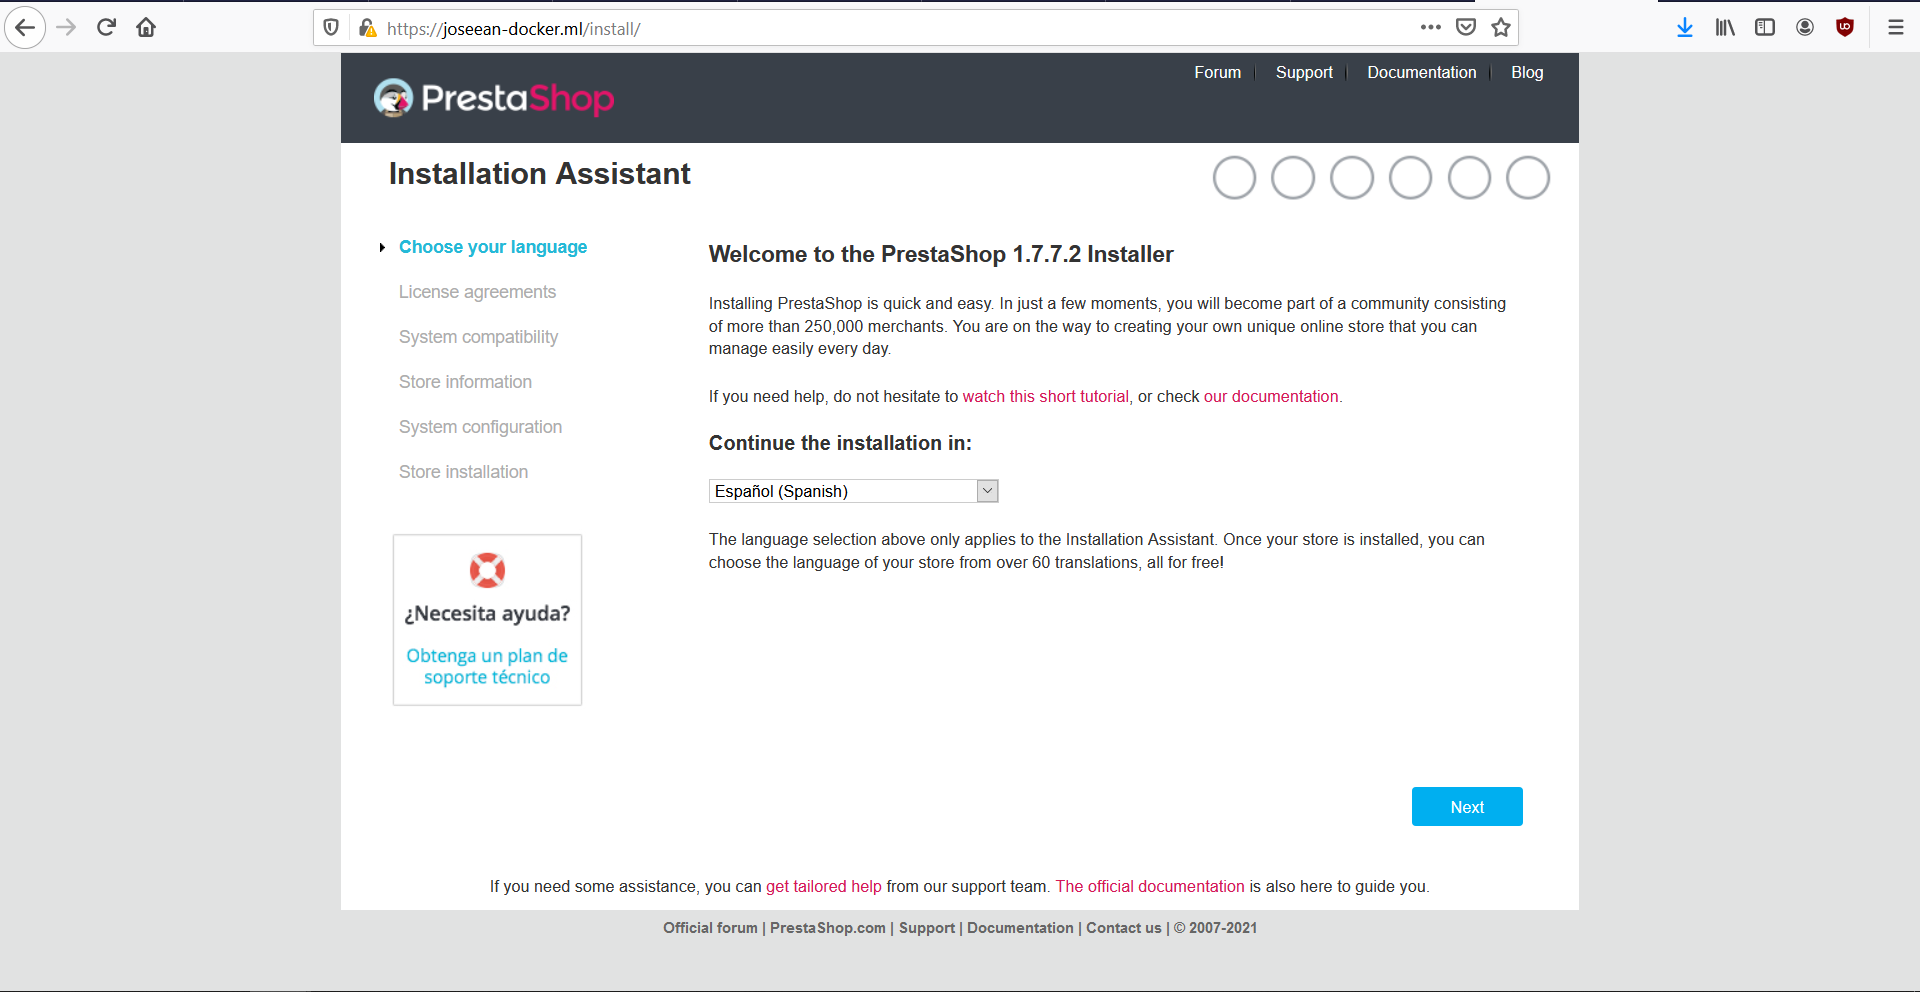 https://joseean-docker.ml/install/
Forum Support Documentation Blog
PrestaShop
Installation Assistant
Choose your language
License agreements
System compatibility
Store information
System configuration
Store installation
¿Necesita ayuda?
Obtenga un plan de
soporte técnico
Welcome to the PrestaShop 1.7.7.2 Installer
Installing PrestaShop is quick and easy. In just a few moments, you will become part of a community consisting
of more than 250,000 merchants. You are on the way to creating your own unique online store that you can
manage easily every day.
If you need help, do not hesitate to watch this short tutorial, or check our documentation.
Continue the installation in:
Español (Spanish)
The language selection above only applies to the Installation Assistant. Once your store is installed, you can
choose the language of your store from over 60 translations, all for free!
Next
If you need some assistance, you can get tailored help from our support team. The official documentation is also here to guide you.
Official forum | PrestaShop.com | Support | Documentation | Contact us | © 2007-2021